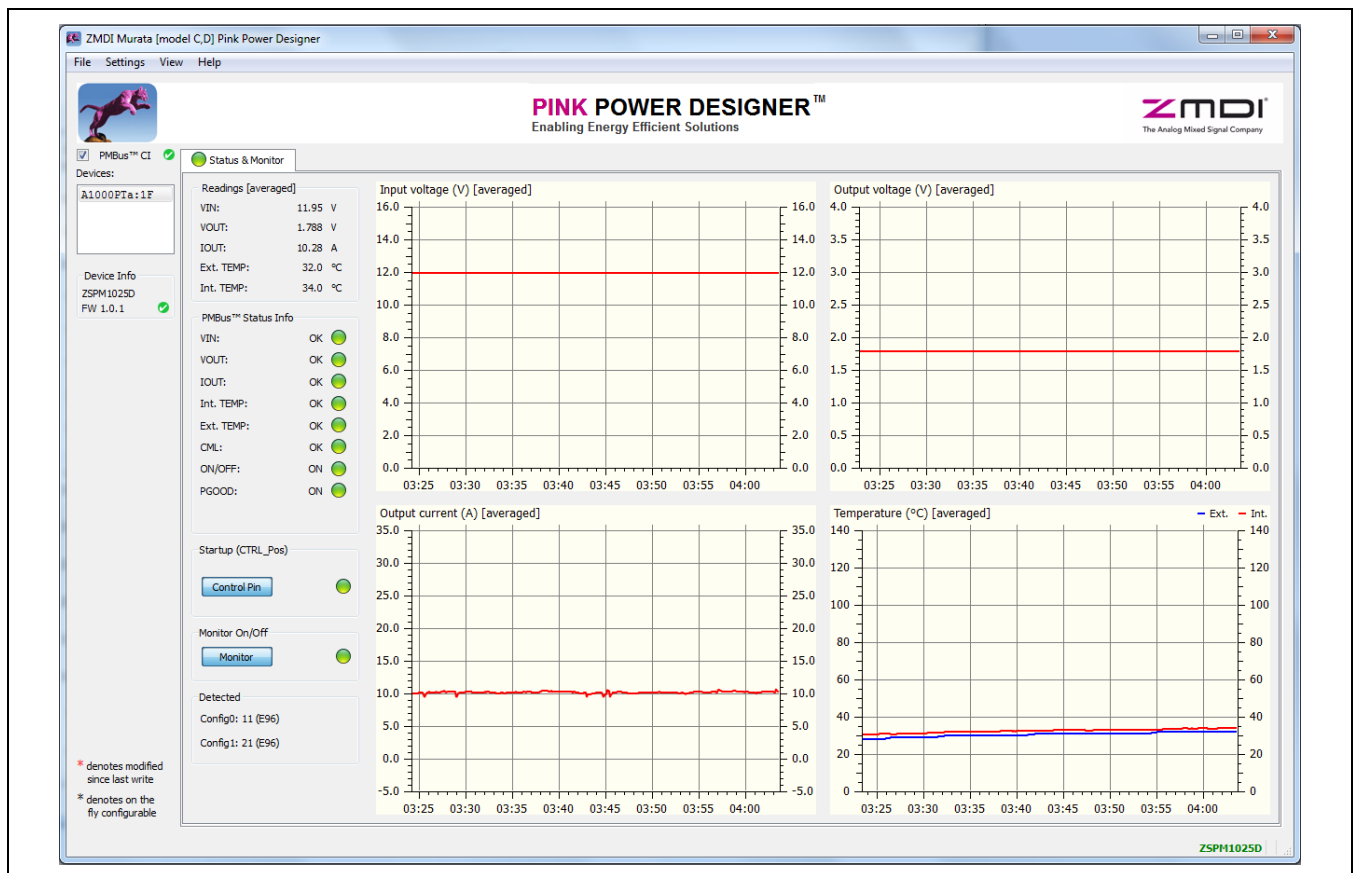 ZMDI Murata [model C,D] Pink Power Designer
File Settings View Help
PINK POWER DESIGNER™
Enabling Energy Efficient Solutions
ZMDI
The Analog Mixed Signal Company
PMBus™ CI
Devices:
A1000PTa:1F
Device Info
ZSPM1025D
FW 1.0.1
* denotes modified
since last write
* denotes on the
fly configurable
Status & Monitor
Readings [averaged]
VIN: 11.95 V
VOUT: 1.788 V
IOUT: 10.28 A
Ext. TEMP: 32.0 °C
Int. TEMP: 34.0 °C
PMBus™ Status Info
VIN: OK
VOUT: OK
IOUT: OK
Int. TEMP: OK
Ext. TEMP: OK
CML: OK
ON/OFF: ON
PGOOD: ON
Startup (CTRL_Pos)
Control Pin
Monitor On/Off
Monitor
Detected
Config0: 11 (E96)
Config1: 21 (E96)
Input voltage (V) [averaged]
16.0 16.0
14.0 14.0
12.0 12.0
10.0 10.0
8.0 8.0
6.0 6.0
4.0 4.0
2.0 2.0
0.0 0.0
03:25 03:30 03:35 03:40 03:45 03:50 03:55 04:00
Output voltage (V) [averaged]
4.0 4.0
3.5 3.5
3.0 3.0
2.5 2.5
2.0 2.0
1.5 1.5
1.0 1.0
0.5 0.5
0.0 0.0
03:25 03:30 03:35 03:40 03:45 03:50 03:55 04:00
Output current (A) [averaged]
35.0 35.0
30.0 30.0
25.0 25.0
20.0 20.0
15.0 15.0
10.0 10.0
5.0 5.0
0.0 0.0
-5.0 -5.0
03:25 03:30 03:35 03:40 03:45 03:50 03:55 04:00
Temperature (°C) [averaged] Ext. Int.
140 140
120 120
100 100
80 80
60 60
40 40
20 20
0 0
03:25 03:30 03:35 03:40 03:45 03:50 03:55 04:00
ZSPM1025D